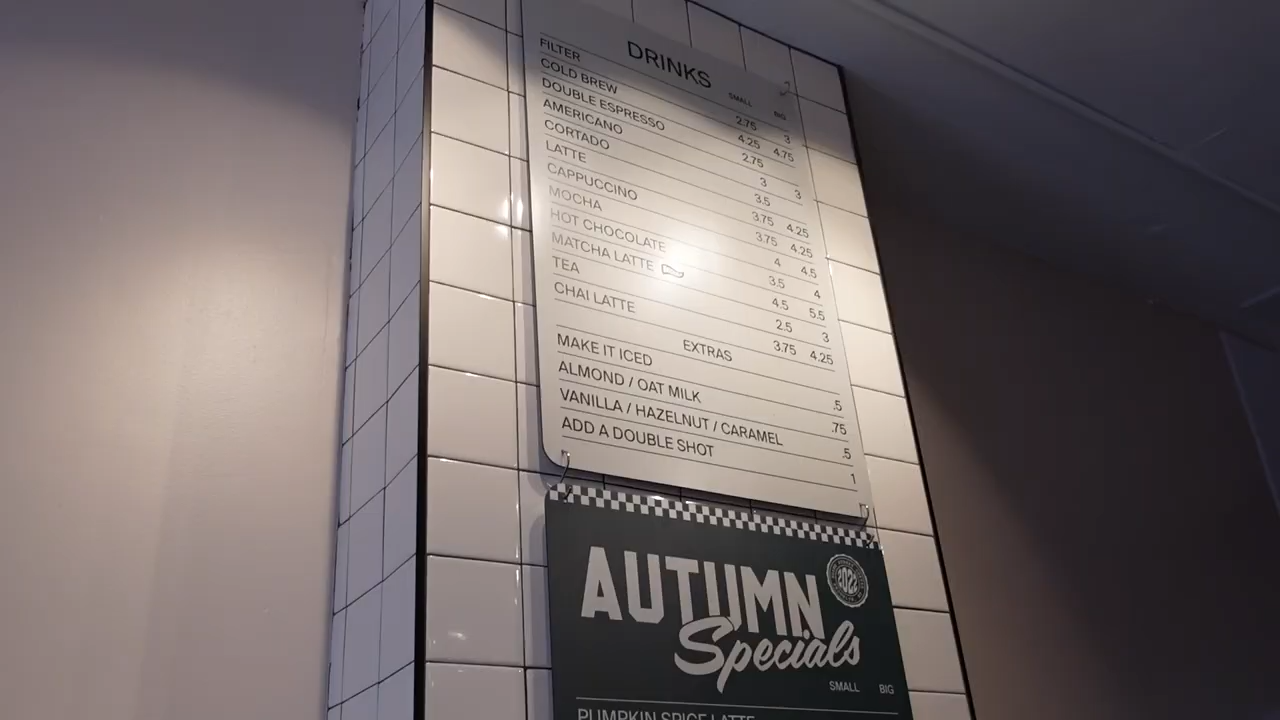 DRINKS
SMALL BIG
FILTER 2.75 3
COLD BREW 4.25 4.75
DOUBLE ESPRESSO 2.75
AMERICANO 3 3
CORTADO 3.5
LATTE 3.75 4.25
CAPPUCCINO 3.75 4.25
MOCHA 4 4.5
HOT CHOCOLATE 3.5 4
MATCHA LATTE 4.5 5.5
TEA 2.5 3
CHAI LATTE 3.75 4.25
EXTRAS
MAKE IT ICED .5
ALMOND / OAT MILK .75
VANILLA / HAZELNUT / CARAMEL .5
ADD A DOUBLE SHOT 1
AUTUMN
2022
Specials
SMALL BIG
PUMPKIN SPICE LATTE